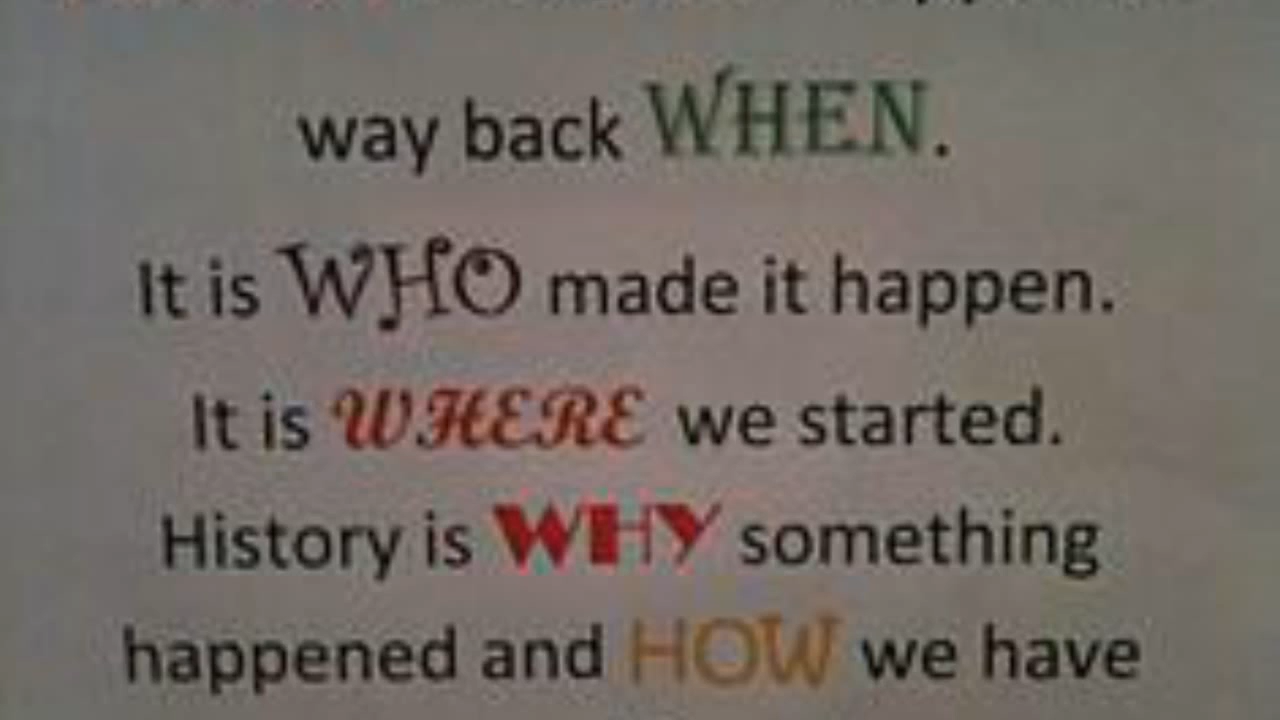 way back WHEN.
It is WHO made it happen.
It is WHERE we started.
History is WHY something
happened and HOW we have